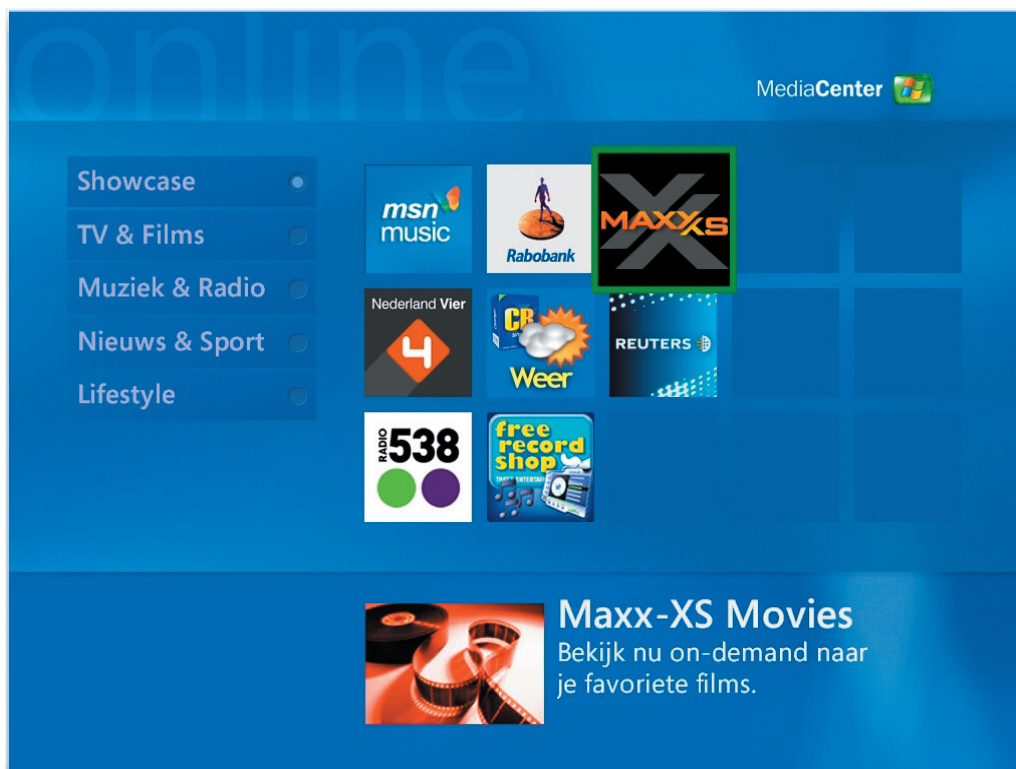 online
MediaCenter
Showcase
TV & Films
Muziek & Radio
Nieuws & Sport
Lifestyle
msn
music
Rabobank
MAXXXS
Nederland Vier
4
CB
Weer
REUTERS
RADIO 538
free
record
shop
Maxx-XS Movies
Bekijk nu on-demand naar
je favoriete films.